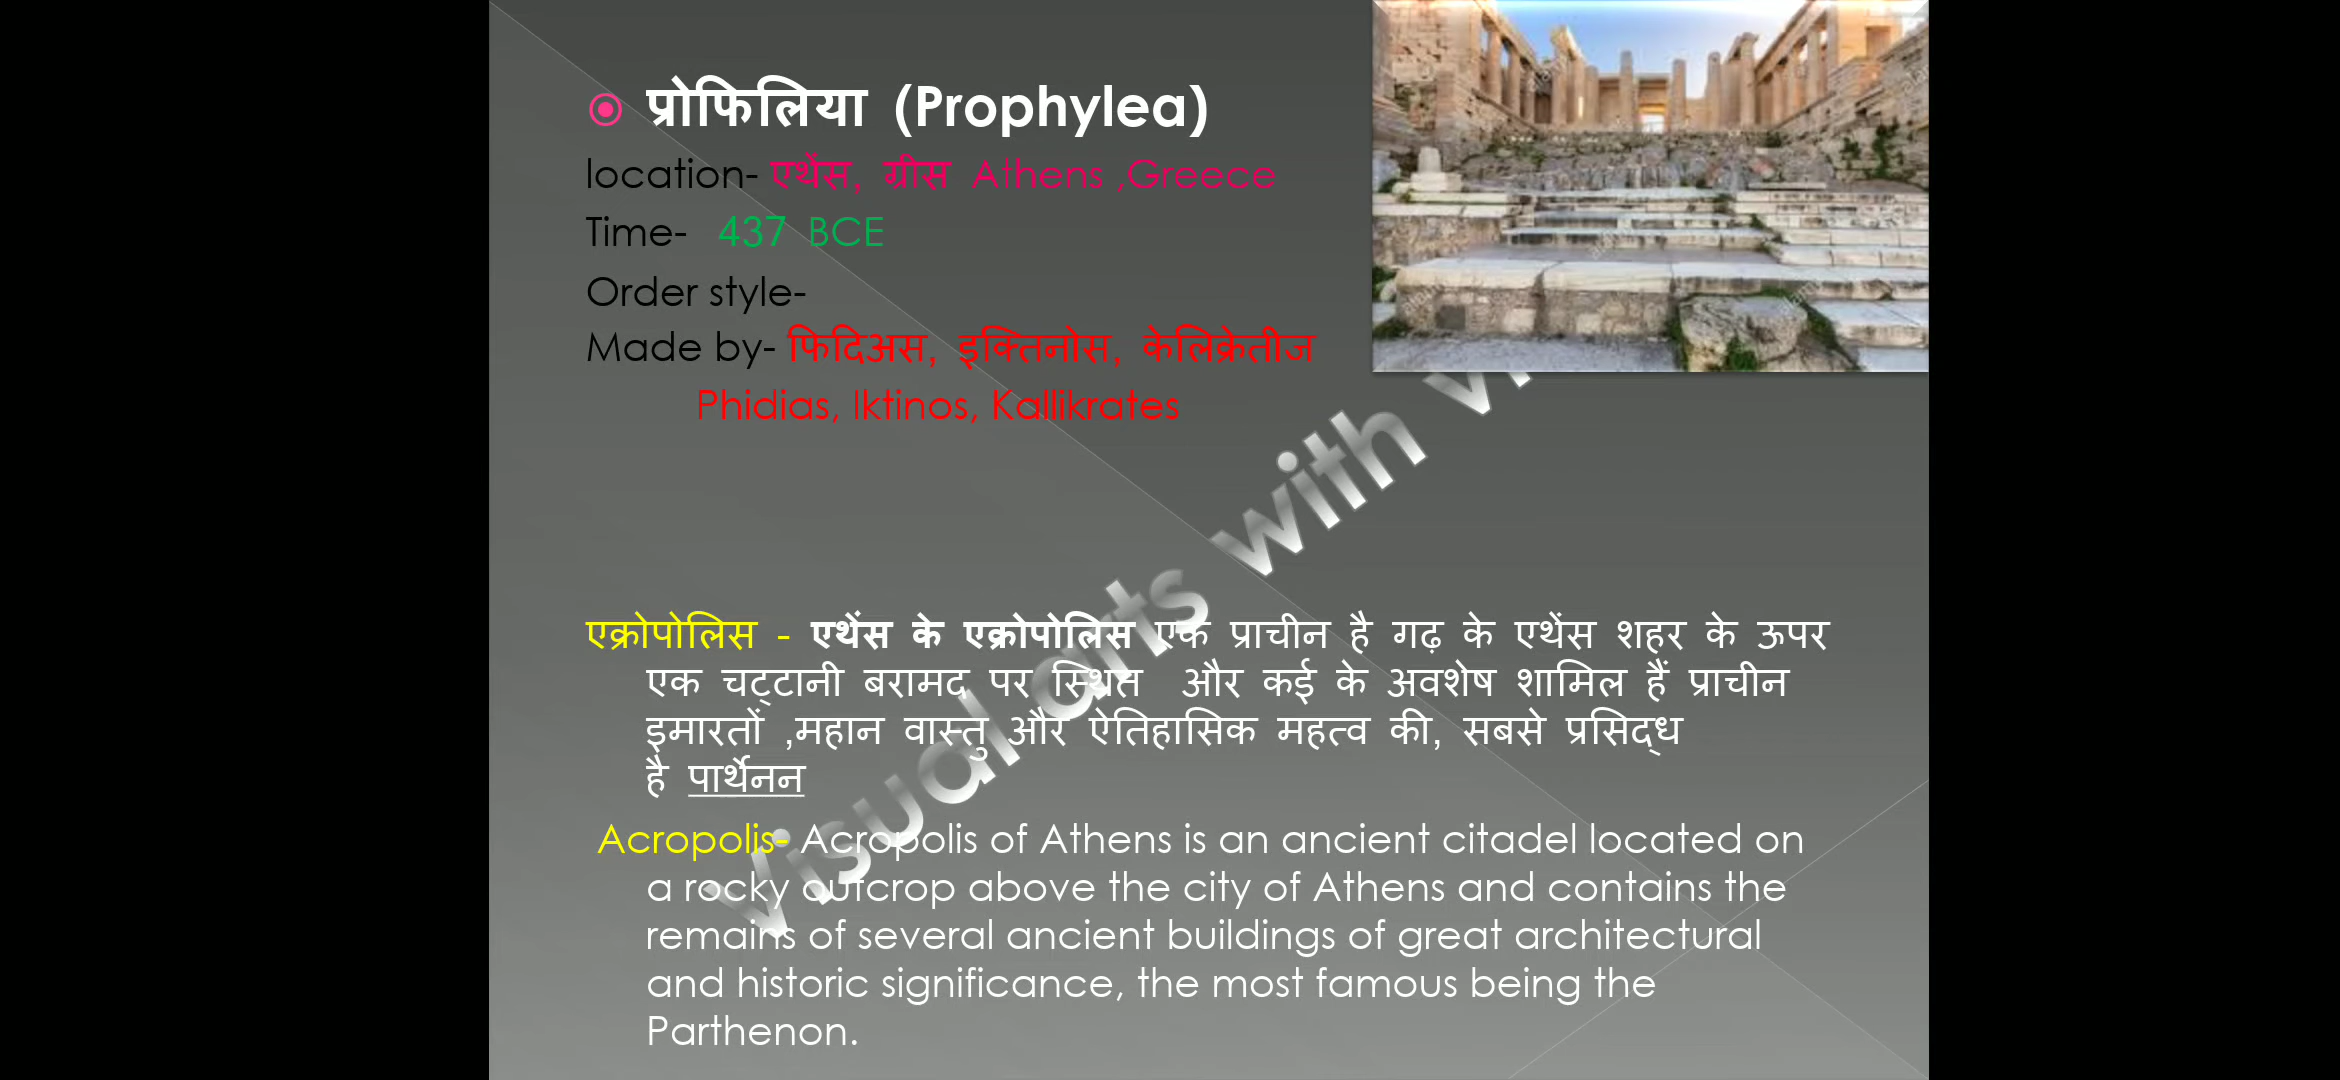 प्रोफिलिया (Prophylea)
location- एथेंस, ग्रीस Athens ,Greece
Time- 437 BCE
Order style-
Made by- फिदिअस, इक्तिनोस, केलिक्रेतीज
Phidias, Iktinos, Kallikrates
एक्रोपोलिस - एथेंस के एक्रोपोलिस एक प्राचीन है गढ़ के एथेंस शहर के ऊपर
एक चट्टानी बरामद पर स्थित और कई के अवशेष शामिल हैं प्राचीन
इमारतों ,महान वास्तु और ऐतिहासिक महत्व की, सबसे प्रसिद्ध
है पार्थेनन
Acropolis- Acropolis of Athens is an ancient citadel located on
a rocky outcrop above the city of Athens and contains the
remains of several ancient buildings of great architectural
and historic significance, the most famous being the
Parthenon.
Visual arts with